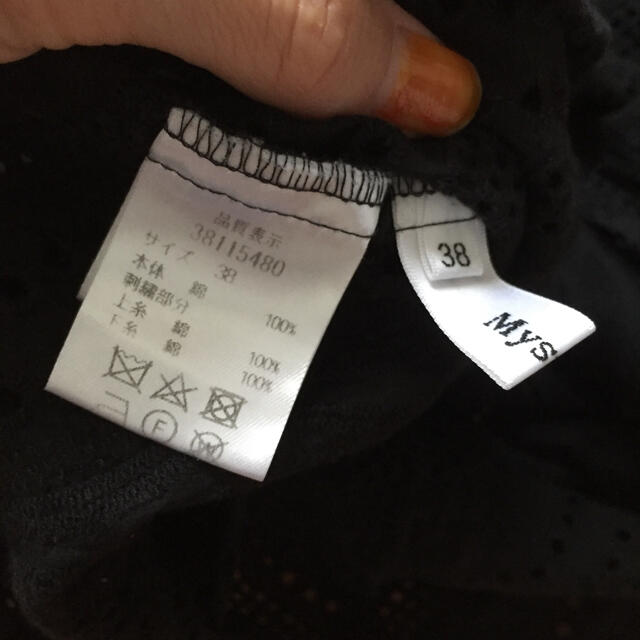 品質表示
38115480
サイズ 38
本体 綿 100%
刺繍部分
上糸 綿 100%
下糸 綿 100%
F
38
Mys